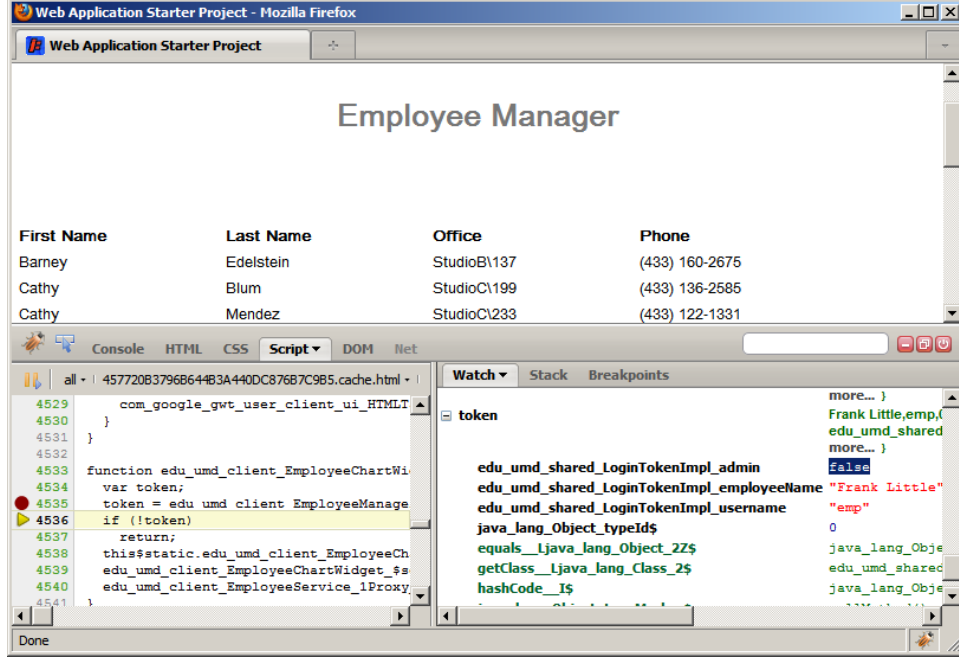 Web Application Starter Project - Mozilla Firefox
Web Application Starter Project
Employee Manager
First Name Last Name Office Phone
Barney Edelstein StudioB\137 (433) 160-2675
Cathy Blum StudioC\199 (433) 136-2585
Cathy Mendez StudioC\233 (433) 122-1331
Console HTML CSS Script DOM Net
all 457720B3796B644B3A440DC876B7C9B5.cache.html
4529 com_google_gwt_user_client_ui_HTMLT
4530 }
4531 }
4532
4533 function edu_umd_client_EmployeeChartWi
4534 var token;
4535 token = edu_umd_client_EmployeeManage
4536 if (!token)
4537 return;
4538 this$static.edu_umd_client_EmployeeCh
4539 edu_umd_client_EmployeeChartWidget_$s
4540 edu_umd_client_EmployeeService_1Proxy_
4541 }
Watch Stack Breakpoints
more... }
token Frank Little,emp,
edu_umd_shared
more... }
edu_umd_shared_LoginTokenImpl_admin false
edu_umd_shared_LoginTokenImpl_employeeName "Frank Little"
edu_umd_shared_LoginTokenImpl_username "emp"
java_lang_Object_typeId$ 0
equals__Ljava_lang_Object_2Z$ java_lang_Obje
getClass__Ljava_lang_Class_2$ edu_umd_shared
hashCode__I$ java_lang_Obje
Done